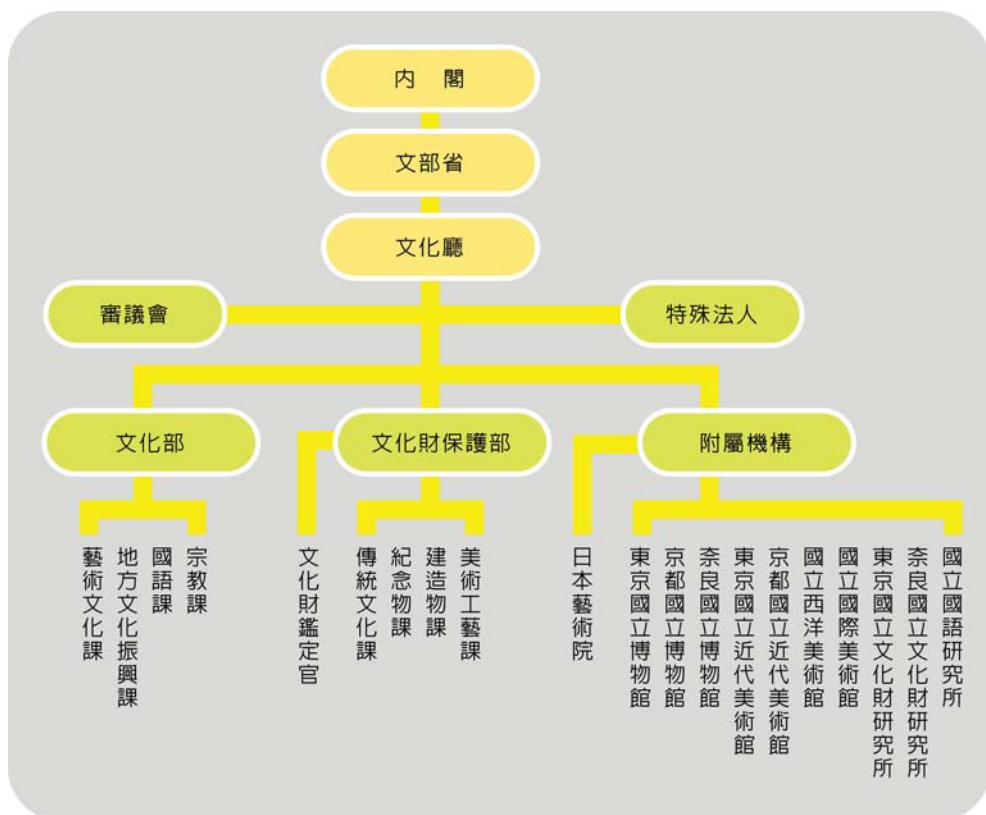 內　閣
文部省
文化廳
審議會
特殊法人
文化部
文化財保護部
附屬機構
藝術文化課
地方文化振興課
國語課
宗教課
文化財鑑定官
傳統文化課
紀念物課
建造物課
美術工藝課
日本藝術院
東京國立博物館
京都國立博物館
奈良國立博物館
東京國立近代美術館
京都國立近代美術館
國立西洋美術館
國立國際美術館
東京國立文化財研究所
奈良國立文化財研究所
國立國語研究所